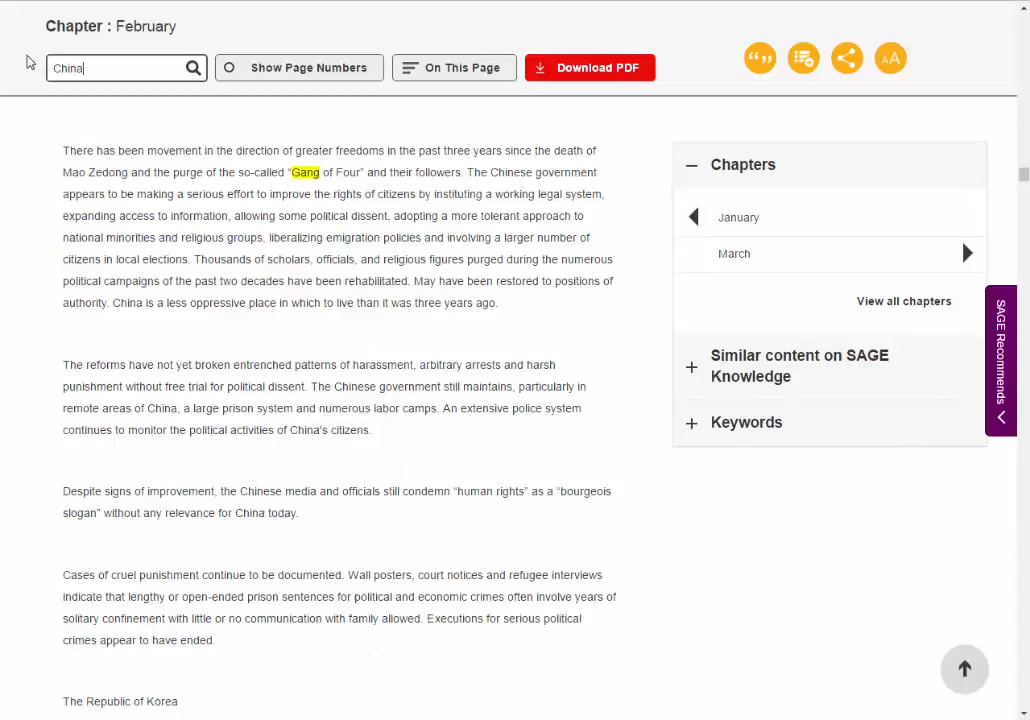 Chapter : February
China
Show Page Numbers
On This Page
Download PDF
“ ”
AA
There has been movement in the direction of greater freedoms in the past three years since the death of
Mao Zedong and the purge of the so-called “Gang of Four” and their followers. The Chinese government
appears to be making a serious effort to improve the rights of citizens by instituting a working legal system,
expanding access to information, allowing some political dissent, adopting a more tolerant approach to
national minorities and religious groups, liberalizing emigration policies and involving a larger number of
citizens in local elections. Thousands of scholars, officials, and religious figures purged during the numerous
political campaigns of the past two decades have been rehabilitated. May have been restored to positions of
authority. China is a less oppressive place in which to live than it was three years ago.
The reforms have not yet broken entrenched patterns of harassment, arbitrary arrests and harsh
punishment without free trial for political dissent. The Chinese government still maintains, particularly in
remote areas of China, a large prison system and numerous labor camps. An extensive police system
continues to monitor the political activities of China's citizens.
Despite signs of improvement, the Chinese media and officials still condemn “human rights” as a “bourgeois
slogan” without any relevance for China today.
Cases of cruel punishment continue to be documented. Wall posters, court notices and refugee interviews
indicate that lengthy or open-ended prison sentences for political and economic crimes often involve years of
solitary confinement with little or no communication with family allowed. Executions for serious political
crimes appear to have ended.
The Republic of Korea
Chapters
January
March
View all chapters
Similar content on SAGE
Knowledge
Keywords
SAGE Recommends